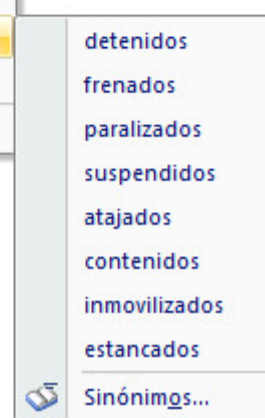 detenidos
frenados
paralizados
suspendidos
atajados
contenidos
inmovilizados
estancados
Sinónimos...